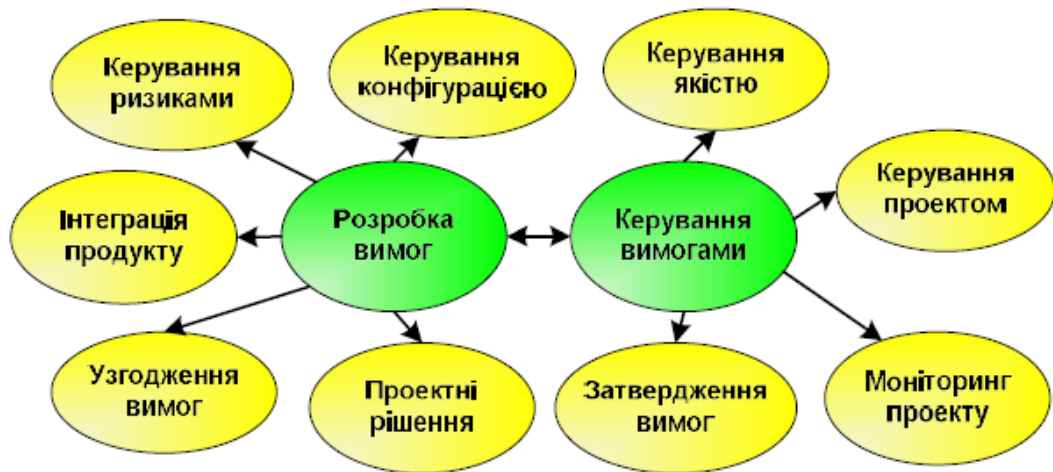 Керування
ризиками
Керування
конфігурацією
Керування
якістю
Керування
проектом
Інтеграція
продукту
Розробка
вимог
Керування
вимогами
Узгодження
вимог
Проектні
рішення
Затвердження
вимог
Моніторинг
проекту